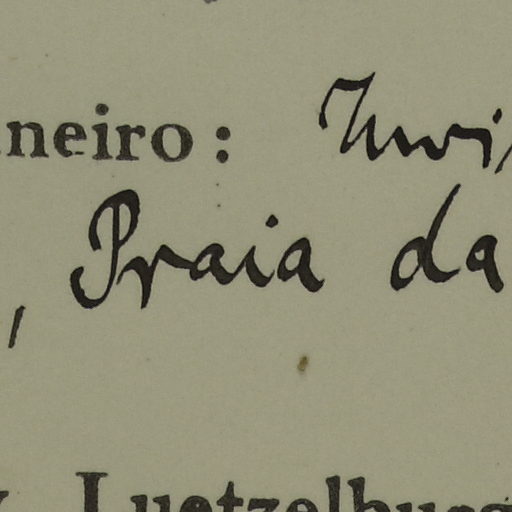 neiro:
, Praia da
Luetzelburg